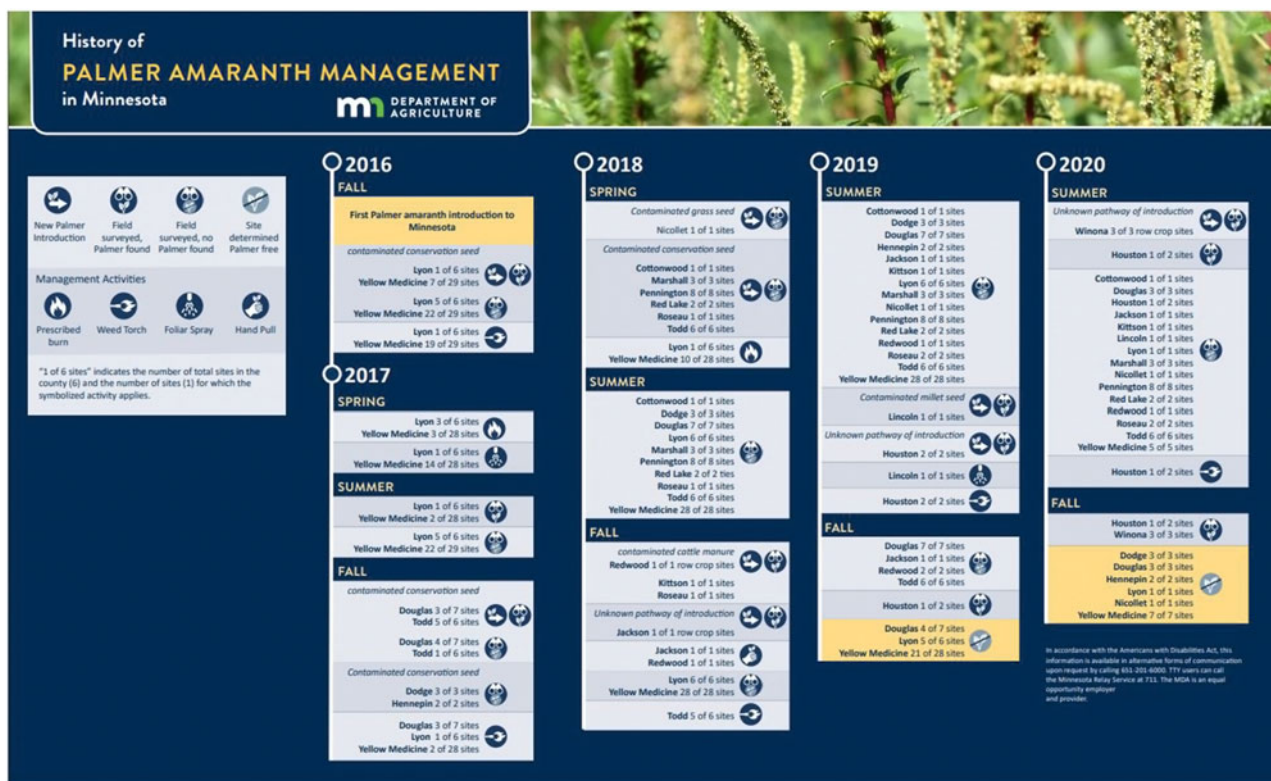 History of
PALMER AMARANTH MANAGEMENT
in Minnesota
mn DEPARTMENT OF
AGRICULTURE
New Palmer
Introduction
Field
surveyed,
Palmer found
Field
surveyed, no
Palmer found
Site
determined
Palmer free
Management Activities
Prescribed
burn
Weed Torch
Foliar Spray
Hand Pull
"1 of 6 sites" indicates the number of total sites in the
county (6) and the number of sites (1) for which the
symbolized activity applies.
2016
FALL
First Palmer amaranth introduction to
Minnesota
contaminated conservation seed
Lyon 1 of 6 sites
Yellow Medicine 7 of 29 sites
Lyon 5 of 6 sites
Yellow Medicine 22 of 29 sites
Lyon 1 of 6 sites
Yellow Medicine 19 of 29 sites
2017
SPRING
Lyon 3 of 6 sites
Yellow Medicine 3 of 28 sites
Lyon 1 of 6 sites
Yellow Medicine 14 of 28 sites
SUMMER
Lyon 1 of 6 sites
Yellow Medicine 2 of 28 sites
Lyon 5 of 6 sites
Yellow Medicine 22 of 29 sites
FALL
contaminated conservation seed
Douglas 3 of 7 sites
Todd 5 of 6 sites
Douglas 4 of 7 sites
Todd 1 of 6 sites
Contaminated conservation seed
Dodge 3 of 3 sites
Hennepin 2 of 2 sites
Douglas 3 of 7 sites
Lyon 1 of 6 sites
Yellow Medicine 2 of 28 sites
2018
SPRING
Contaminated grass seed
Nicollet 1 of 1 sites
Contaminated conservation seed
Cottonwood 1 of 1 sites
Marshall 3 of 3 sites
Pennington 8 of 8 sites
Red Lake 2 of 2 sites
Roseau 1 of 1 sites
Todd 6 of 6 sites
Lyon 1 of 6 sites
Yellow Medicine 10 of 28 sites
SUMMER
Cottonwood 1 of 1 sites
Dodge 3 of 3 sites
Douglas 7 of 7 sites
Lyon 6 of 6 sites
Marshall 3 of 3 sites
Pennington 8 of 8 sites
Red Lake 2 of 2 ties
Roseau 1 of 1 sites
Todd 6 of 6 sites
Yellow Medicine 28 of 28 sites
FALL
contaminated cattle manure
Redwood 1 of 1 row crop sites
Kittson 1 of 1 sites
Roseau 1 of 1 sites
Unknown pathway of introduction
Jackson 1 of 1 row crop sites
Jackson 1 of 1 sites
Redwood 1 of 1 sites
Lyon 6 of 6 sites
Yellow Medicine 28 of 28 sites
Todd 5 of 6 sites
2019
SUMMER
Cottonwood 1 of 1 sites
Dodge 3 of 3 sites
Douglas 7 of 7 sites
Hennepin 2 of 2 sites
Jackson 1 of 1 sites
Kittson 1 of 1 sites
Lyon 6 of 6 sites
Marshall 3 of 3 sites
Nicollet 1 of 1 sites
Pennington 8 of 8 sites
Red Lake 2 of 2 sites
Redwood 1 of 1 sites
Roseau 2 of 2 sites
Todd 6 of 6 sites
Yellow Medicine 28 of 28 sites
Contaminated millet seed
Lincoln 1 of 1 sites
Unknown pathway of introduction
Houston 2 of 2 sites
Lincoln 1 of 1 sites
Houston 2 of 2 sites
FALL
Douglas 7 of 7 sites
Jackson 1 of 1 sites
Redwood 2 of 2 sites
Todd 6 of 6 sites
Houston 1 of 2 sites
Douglas 4 of 7 sites
Lyon 5 of 6 sites
Yellow Medicine 21 of 28 sites
2020
SUMMER
Unknown pathway of introduction
Winona 3 of 3 row crop sites
Houston 1 of 2 sites
Cottonwood 1 of 1 sites
Douglas 3 of 3 sites
Houston 1 of 2 sites
Jackson 1 of 1 sites
Kittson 1 of 1 sites
Lincoln 1 of 1 sites
Lyon 1 of 1 sites
Marshall 3 of 3 sites
Nicollet 1 of 1 sites
Pennington 8 of 8 sites
Red Lake 2 of 2 sites
Redwood 1 of 1 sites
Roseau 2 of 2 sites
Todd 6 of 6 sites
Yellow Medicine 5 of 5 sites
Houston 1 of 2 sites
FALL
Houston 1 of 2 sites
Winona 3 of 3 sites
Dodge 3 of 3 sites
Douglas 3 of 3 sites
Hennepin 2 of 2 sites
Lyon 1 of 1 sites
Nicollet 1 of 1 sites
Yellow Medicine 7 of 7 sites
In accordance with the Americans with Disabilities Act, this
information is available in alternative forms of communication
upon request by calling 651-201-6000. TTY users can call
the Minnesota Relay Service at 711. The MDA is an equal
opportunity employer
and provider.